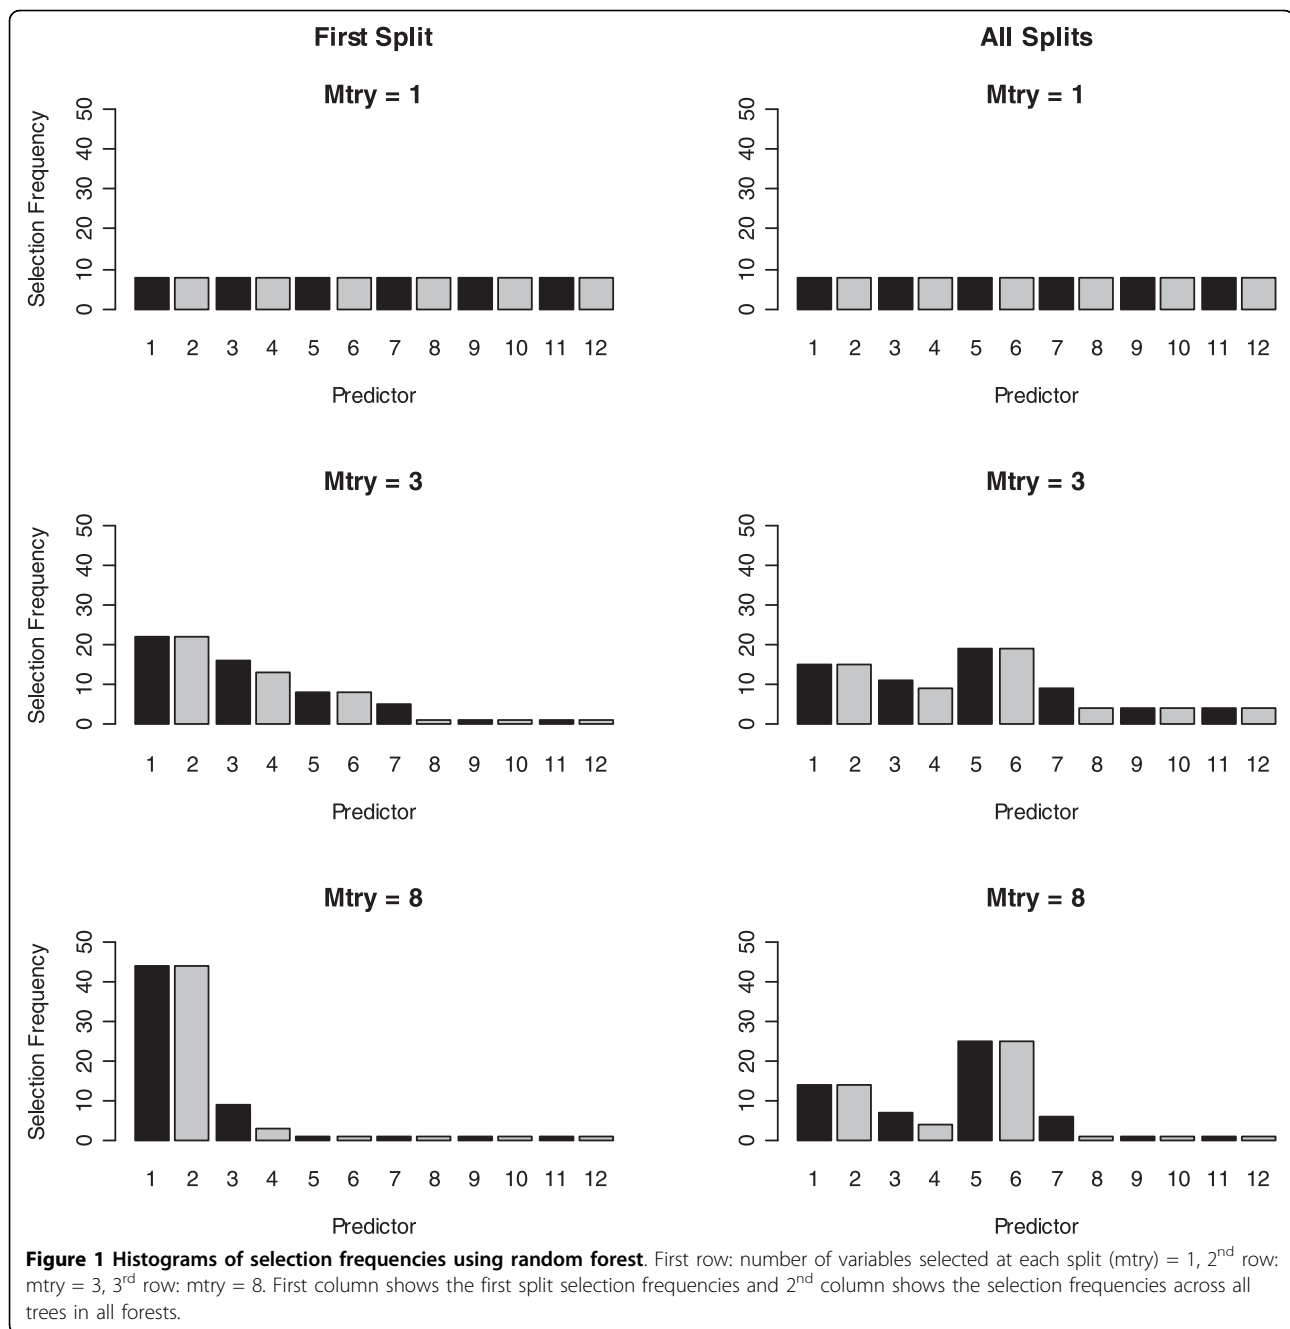 First Split
All Splits
Mtry = 1
Mtry = 1
Selection Frequency
0 10 20 30 40 50
0 10 20 30 40 50
1 2 3 4 5 6 7 8 9 10 11 12
1 2 3 4 5 6 7 8 9 10 11 12
Predictor
Predictor
Mtry = 3
Mtry = 3
Selection Frequency
0 10 20 30 40 50
0 10 20 30 40 50
1 2 3 4 5 6 7 8 9 10 11 12
1 2 3 4 5 6 7 8 9 10 11 12
Predictor
Predictor
Mtry = 8
Mtry = 8
Selection Frequency
0 10 20 30 40 50
0 10 20 30 40 50
1 2 3 4 5 6 7 8 9 10 11 12
1 2 3 4 5 6 7 8 9 10 11 12
Predictor
Predictor
Figure 1 Histograms of selection frequencies using random forest. First row: number of variables selected at each split (mtry) = 1, 2nd row:
mtry = 3, 3rd row: mtry = 8. First column shows the first split selection frequencies and 2nd column shows the selection frequencies across all
trees in all forests.